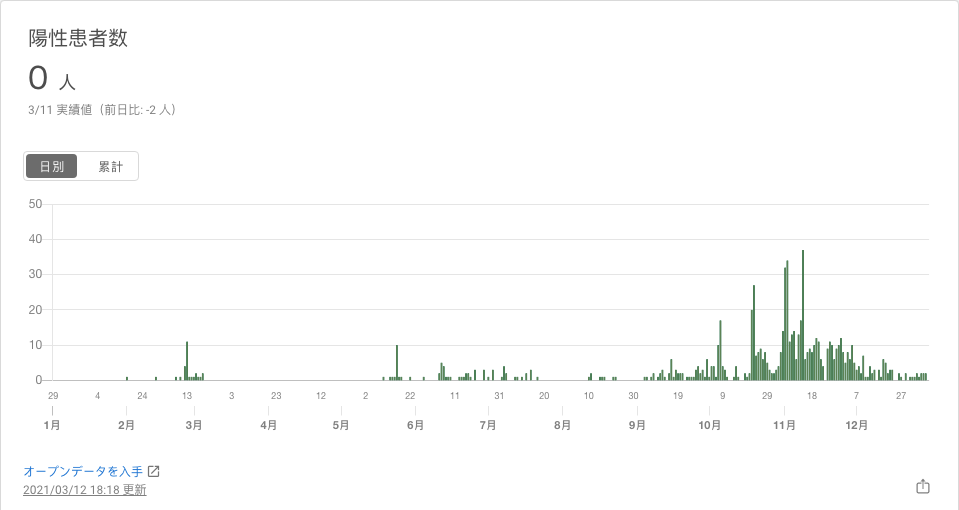 陽性患者数
0 人
3/11 実績値（前日比: -2 人）
日別 累計
50
40
30
20
10
0
29 4 24 13 3 23 12 2 22 11 31 20 10 30 19 9 29 18 7 27
1月 2月 3月 4月 5月 6月 7月 8月 9月 10月 11月 12月
オープンデータを入手
2021/03/12 18:18 更新